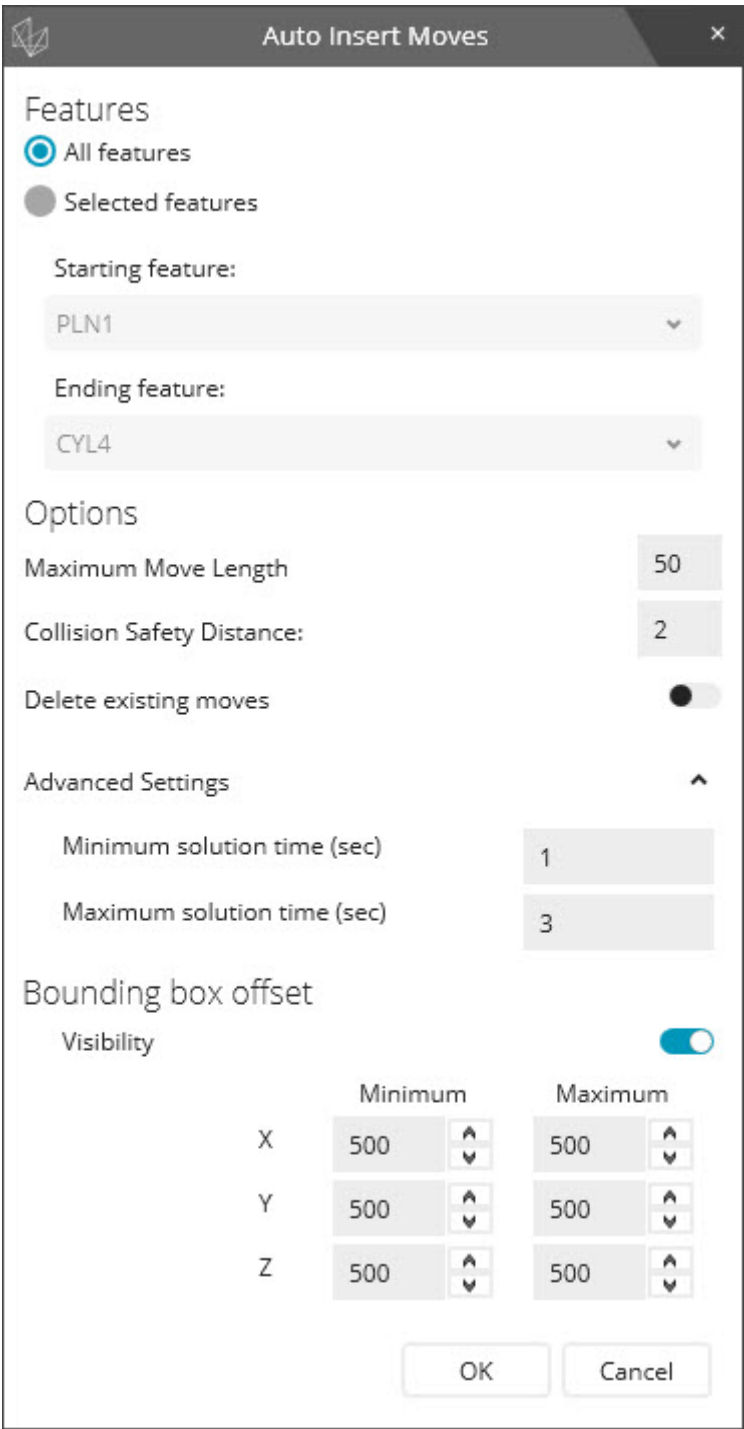 Auto Insert Moves ×
Features
All features
Selected features
Starting feature:
PLN1
Ending feature:
CYL4
Options
Maximum Move Length 50
Collision Safety Distance: 2
Delete existing moves
Advanced Settings
Minimum solution time (sec) 1
Maximum solution time (sec) 3
Bounding box offset
Visibility
Minimum Maximum
X 500 500
Y 500 500
Z 500 500
OK Cancel